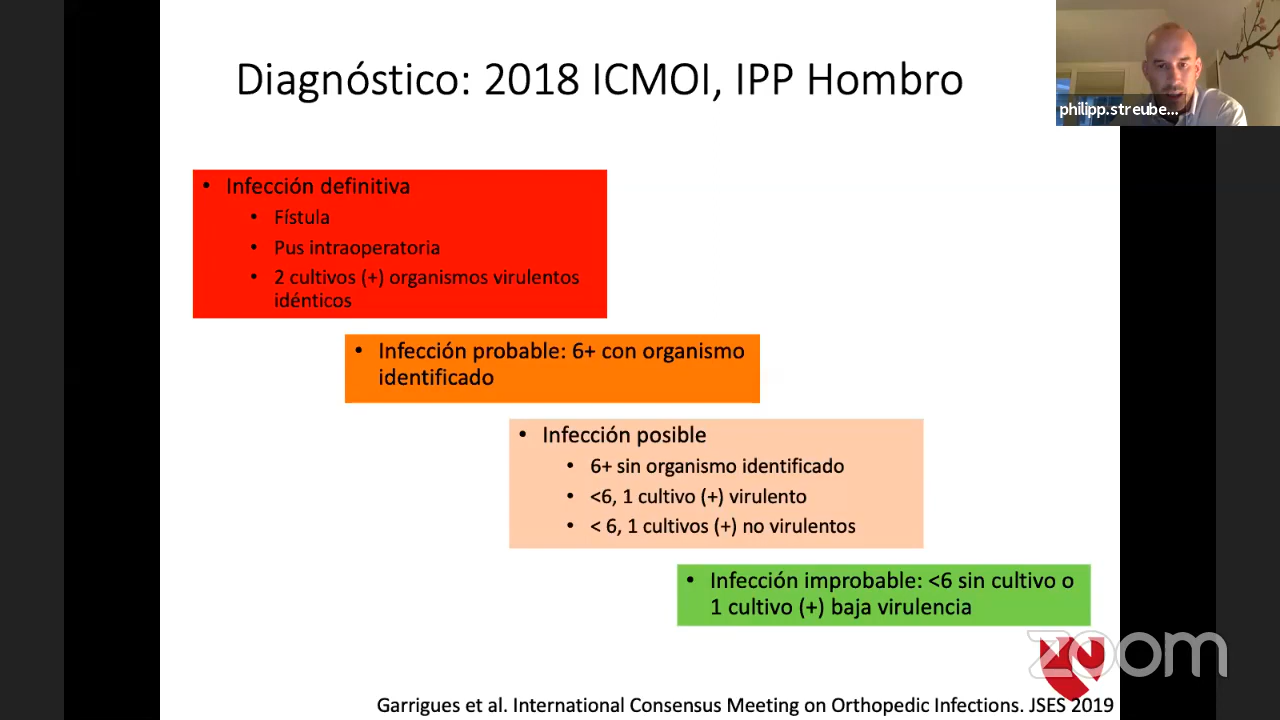 Diagnóstico: 2018 ICMOI, IPP Hombro
philipp.streube...
• Infección definitiva
• Fístula
• Pus intraoperatoria
• 2 cultivos (+) organismos virulentos
idénticos
• Infección probable: 6+ con organismo
identificado
• Infección posible
• 6+ sin organismo identificado
• <6, 1 cultivo (+) virulento
• < 6, 1 cultivos (+) no virulentos
• Infección improbable: <6 sin cultivo o
1 cultivo (+) baja virulencia
zoom
Garrigues et al. International Consensus Meeting on Orthopedic Infections. JSES 2019